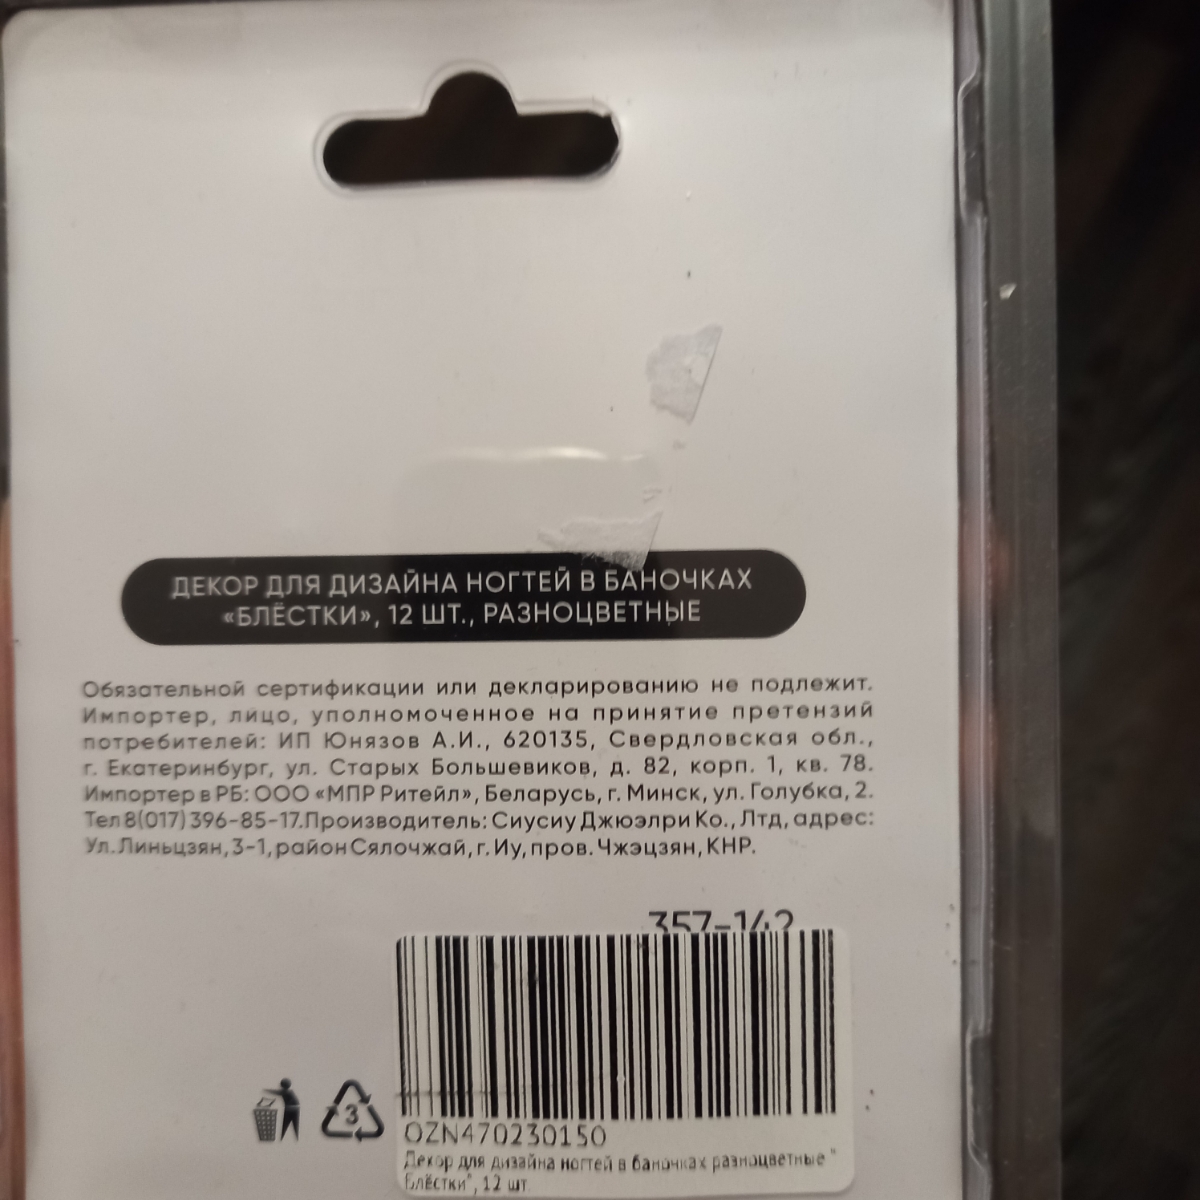 ДЕКОР ДЛЯ ДИЗАЙНА НОГТЕЙ В БАНОЧКАХ
«БЛЁСТКИ», 12 ШТ., РАЗНОЦВЕТНЫЕ
Обязательной сертификации или декларированию не подлежит.
Импортер, лицо, уполномоченное на принятие претензий
потребителей: ИП Юнязов А.И., 620135, Свердловская обл.,
г. Екатеринбург, ул. Старых Большевиков, д. 82, корп. 1, кв. 78.
Импортер в РБ: ООО «МПР Ритейл», Беларусь, г. Минск, ул. Голубка, 2.
Тел 8(017) 396-85-17. Производитель: Сиусиу Джюэлри Ко., Лтд, адрес:
Ул. Линьцзян, 3-1, район Сялочжай, г. Иу, пров. Чжэцзян, КНР.
357-142
3
OZN470230150
Декор для дизайна ногтей в баночках разноцветные "
Блёстки", 12 шт